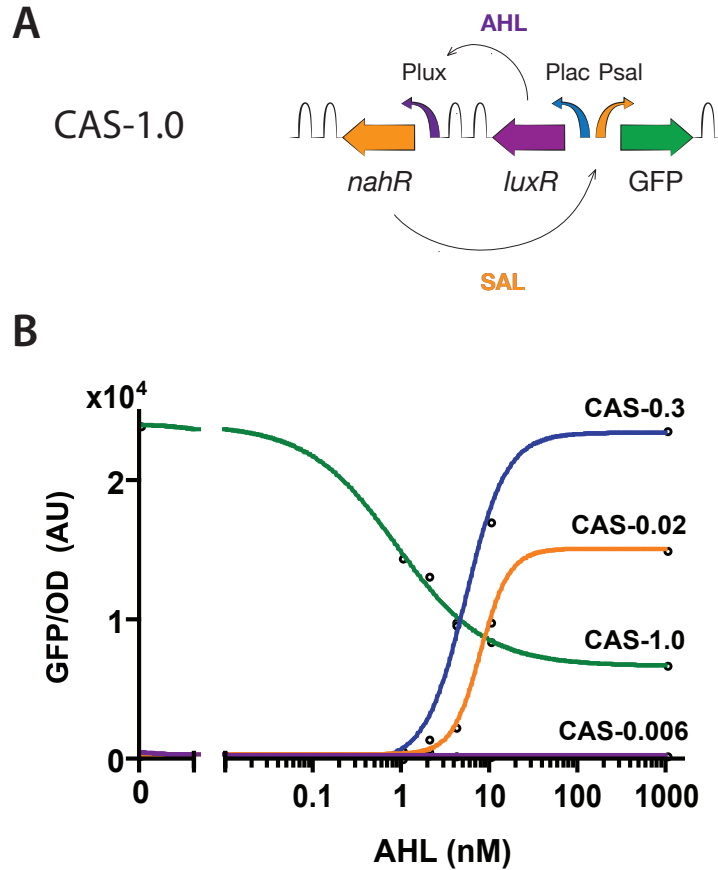 A
AHL
Plux
Plac Psal
CAS-1.0
nahR
luxR
GFP
SAL
B
x10⁴
CAS-0.3
2
CAS-0.02
GFP/OD (AU)
1
CAS-1.0
CAS-0.006
0
0
0.1
1
10
100
1000
AHL (nM)